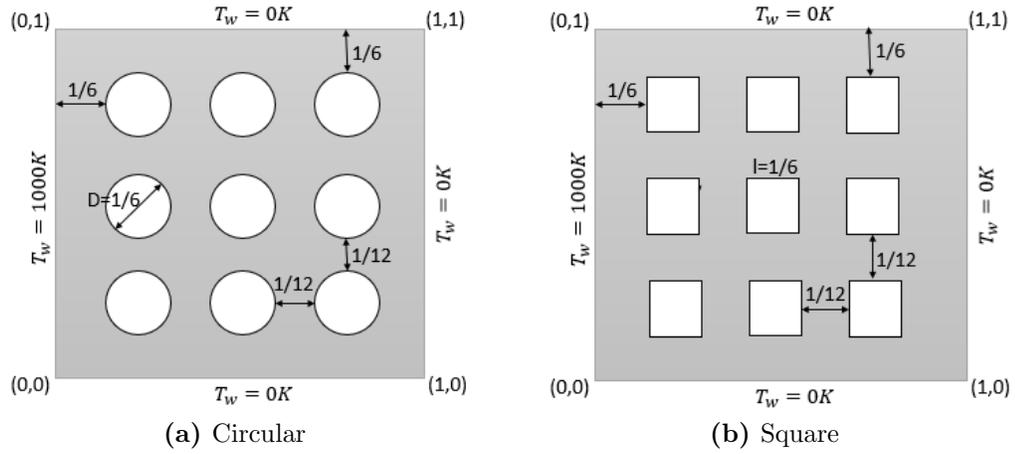 (0,1)
T_w = 0K
(1,1)
1/6
1/6
T_w = 1000K
D=1/6
T_w = 0K
1/12
1/12
(0,0)
T_w = 0K
(1,0)
(a) Circular
(0,1)
T_w = 0K
(1,1)
1/6
1/6
T_w = 1000K
l=1/6
T_w = 0K
1/12
1/12
(0,0)
T_w = 0K
(1,0)
(b) Square